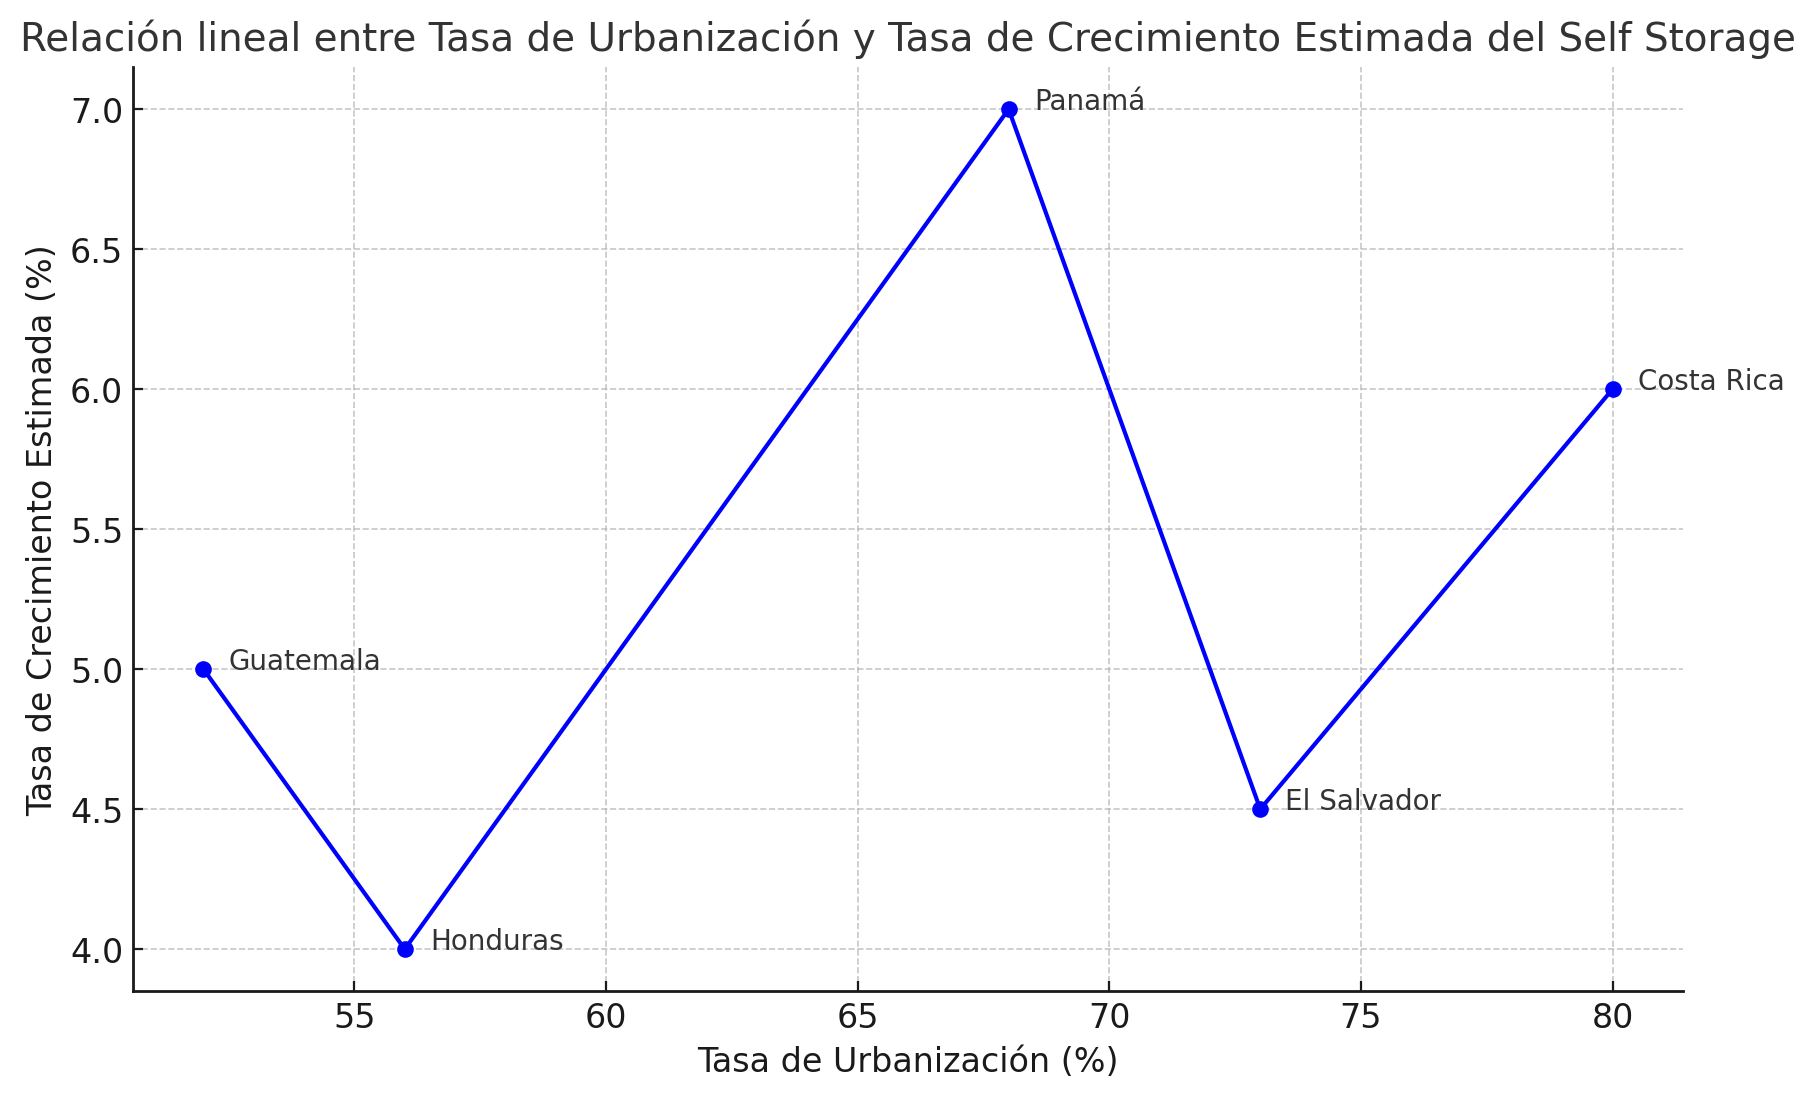 Relación lineal entre Tasa de Urbanización y Tasa de Crecimiento Estimada del Self Storage
Tasa de Crecimiento Estimada (%)
7.0
6.5
6.0
5.5
5.0
4.5
4.0
Panamá
Costa Rica
Guatemala
El Salvador
Honduras
55
60
65
70
75
80
Tasa de Urbanización (%)